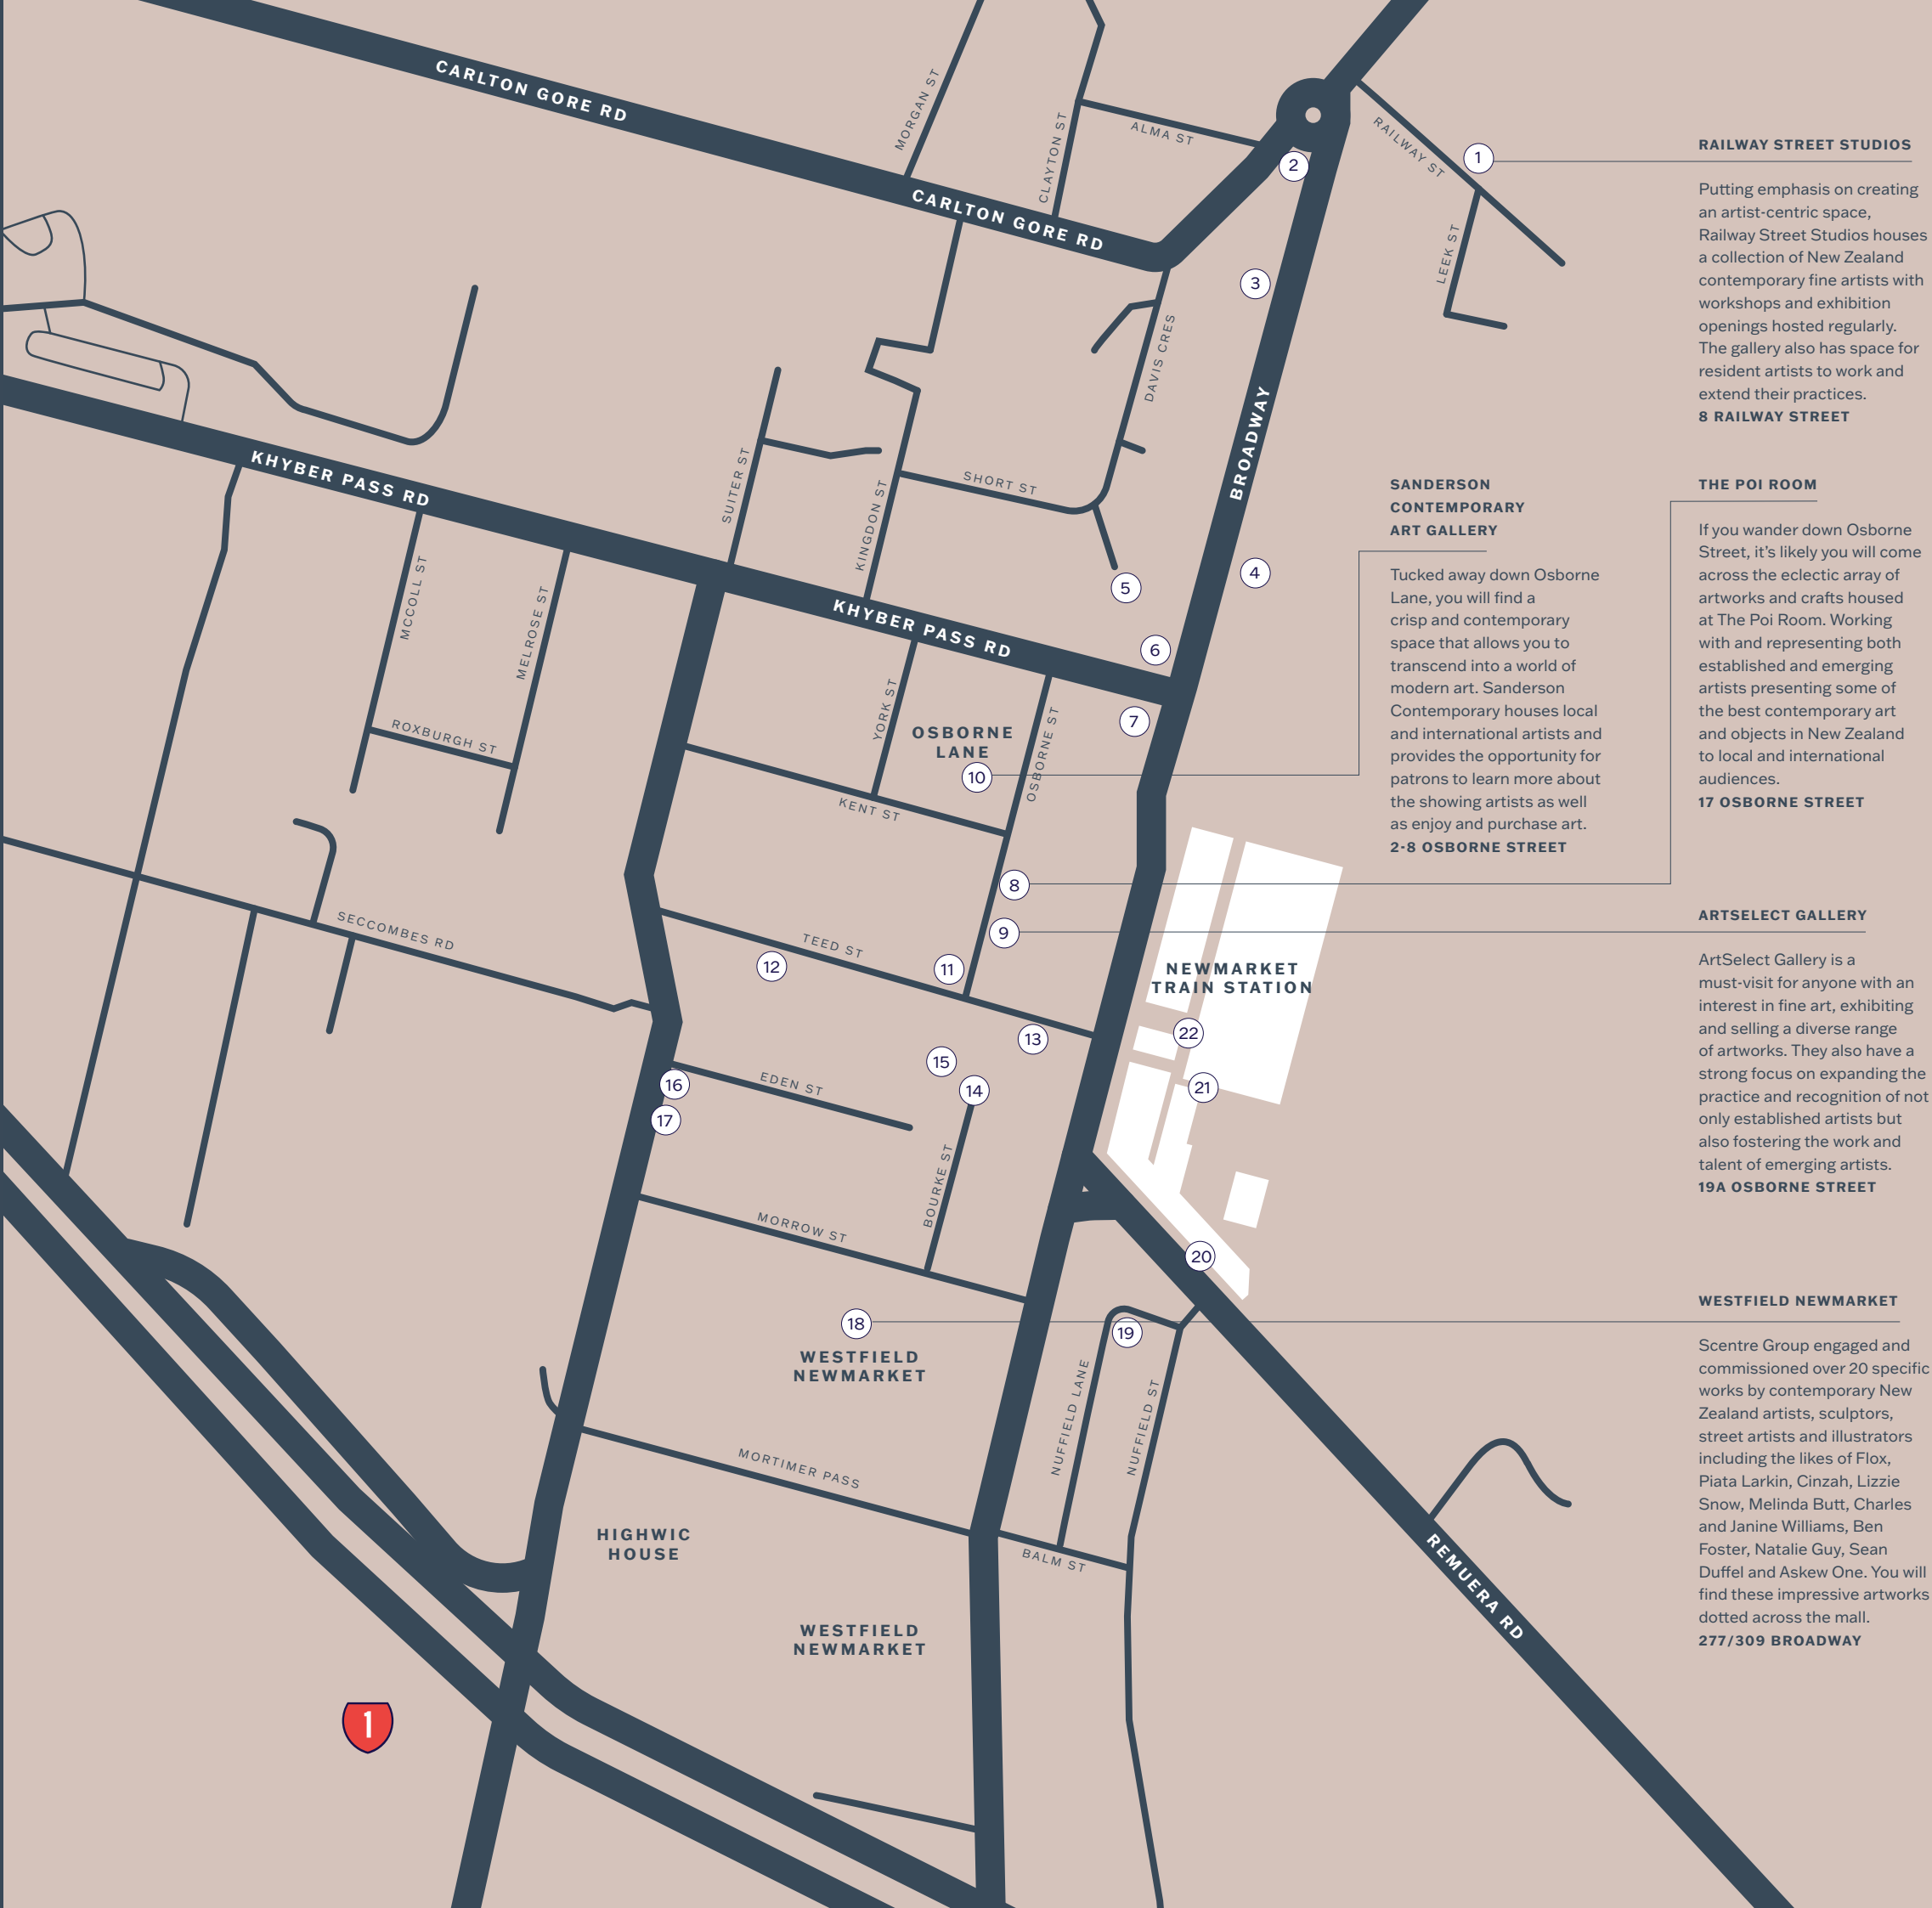 CARLTON GORE RD
MORGAN ST
CLAYTON ST
ALMA ST
CARLTON GORE RD
RAILWAY ST
LEEK ST
1
2
3
DAVIS CRES
BROADWAY
KHYBER PASS RD
SUITER ST
KINGDON ST
SHORT ST
MCCOLL ST
MELROSE ST
ROXBURGH ST
KHYBER PASS RD
4
5
6
7
YORK ST
OSBORNE
LANE
OSBORNE ST
10
KENT ST
8
9
SECCOMBES RD
TEED ST
12
11
NEWMARKET
TRAIN STATION
13
22
15
14
21
16
17
EDEN ST
BOURKE ST
MORROW ST
20
18
19
WESTFIELD
NEWMARKET
NUFFIELD LANE
NUFFIELD ST
MORTIMER PASS
BALM ST
HIGHWIC
HOUSE
WESTFIELD
NEWMARKET
REMUERA RD
1
RAILWAY STREET STUDIOS
Putting emphasis on creating
an artist-centric space,
Railway Street Studios houses
a collection of New Zealand
contemporary fine artists with
workshops and exhibition
openings hosted regularly.
The gallery also has space for
resident artists to work and
extend their practices.
8 RAILWAY STREET
SANDERSON
CONTEMPORARY
ART GALLERY
Tucked away down Osborne
Lane, you will find a
crisp and contemporary
space that allows you to
transcend into a world of
modern art. Sanderson
Contemporary houses local
and international artists and
provides the opportunity for
patrons to learn more about
the showing artists as well
as enjoy and purchase art.
2-8 OSBORNE STREET
THE POI ROOM
If you wander down Osborne
Street, it’s likely you will come
across the eclectic array of
artworks and crafts housed
at The Poi Room. Working
with and representing both
established and emerging
artists presenting some of
the best contemporary art
and objects in New Zealand
to local and international
audiences.
17 OSBORNE STREET
ARTSELECT GALLERY
ArtSelect Gallery is a
must-visit for anyone with an
interest in fine art, exhibiting
and selling a diverse range
of artworks. They also have a
strong focus on expanding the
practice and recognition of not
only established artists but
also fostering the work and
talent of emerging artists.
19A OSBORNE STREET
WESTFIELD NEWMARKET
Scentre Group engaged and
commissioned over 20 specific
works by contemporary New
Zealand artists, sculptors,
street artists and illustrators
including the likes of Flox,
Piata Larkin, Cinzah, Lizzie
Snow, Melinda Butt, Charles
and Janine Williams, Ben
Foster, Natalie Guy, Sean
Duffel and Askew One. You will
find these impressive artworks
dotted across the mall.
277/309 BROADWAY